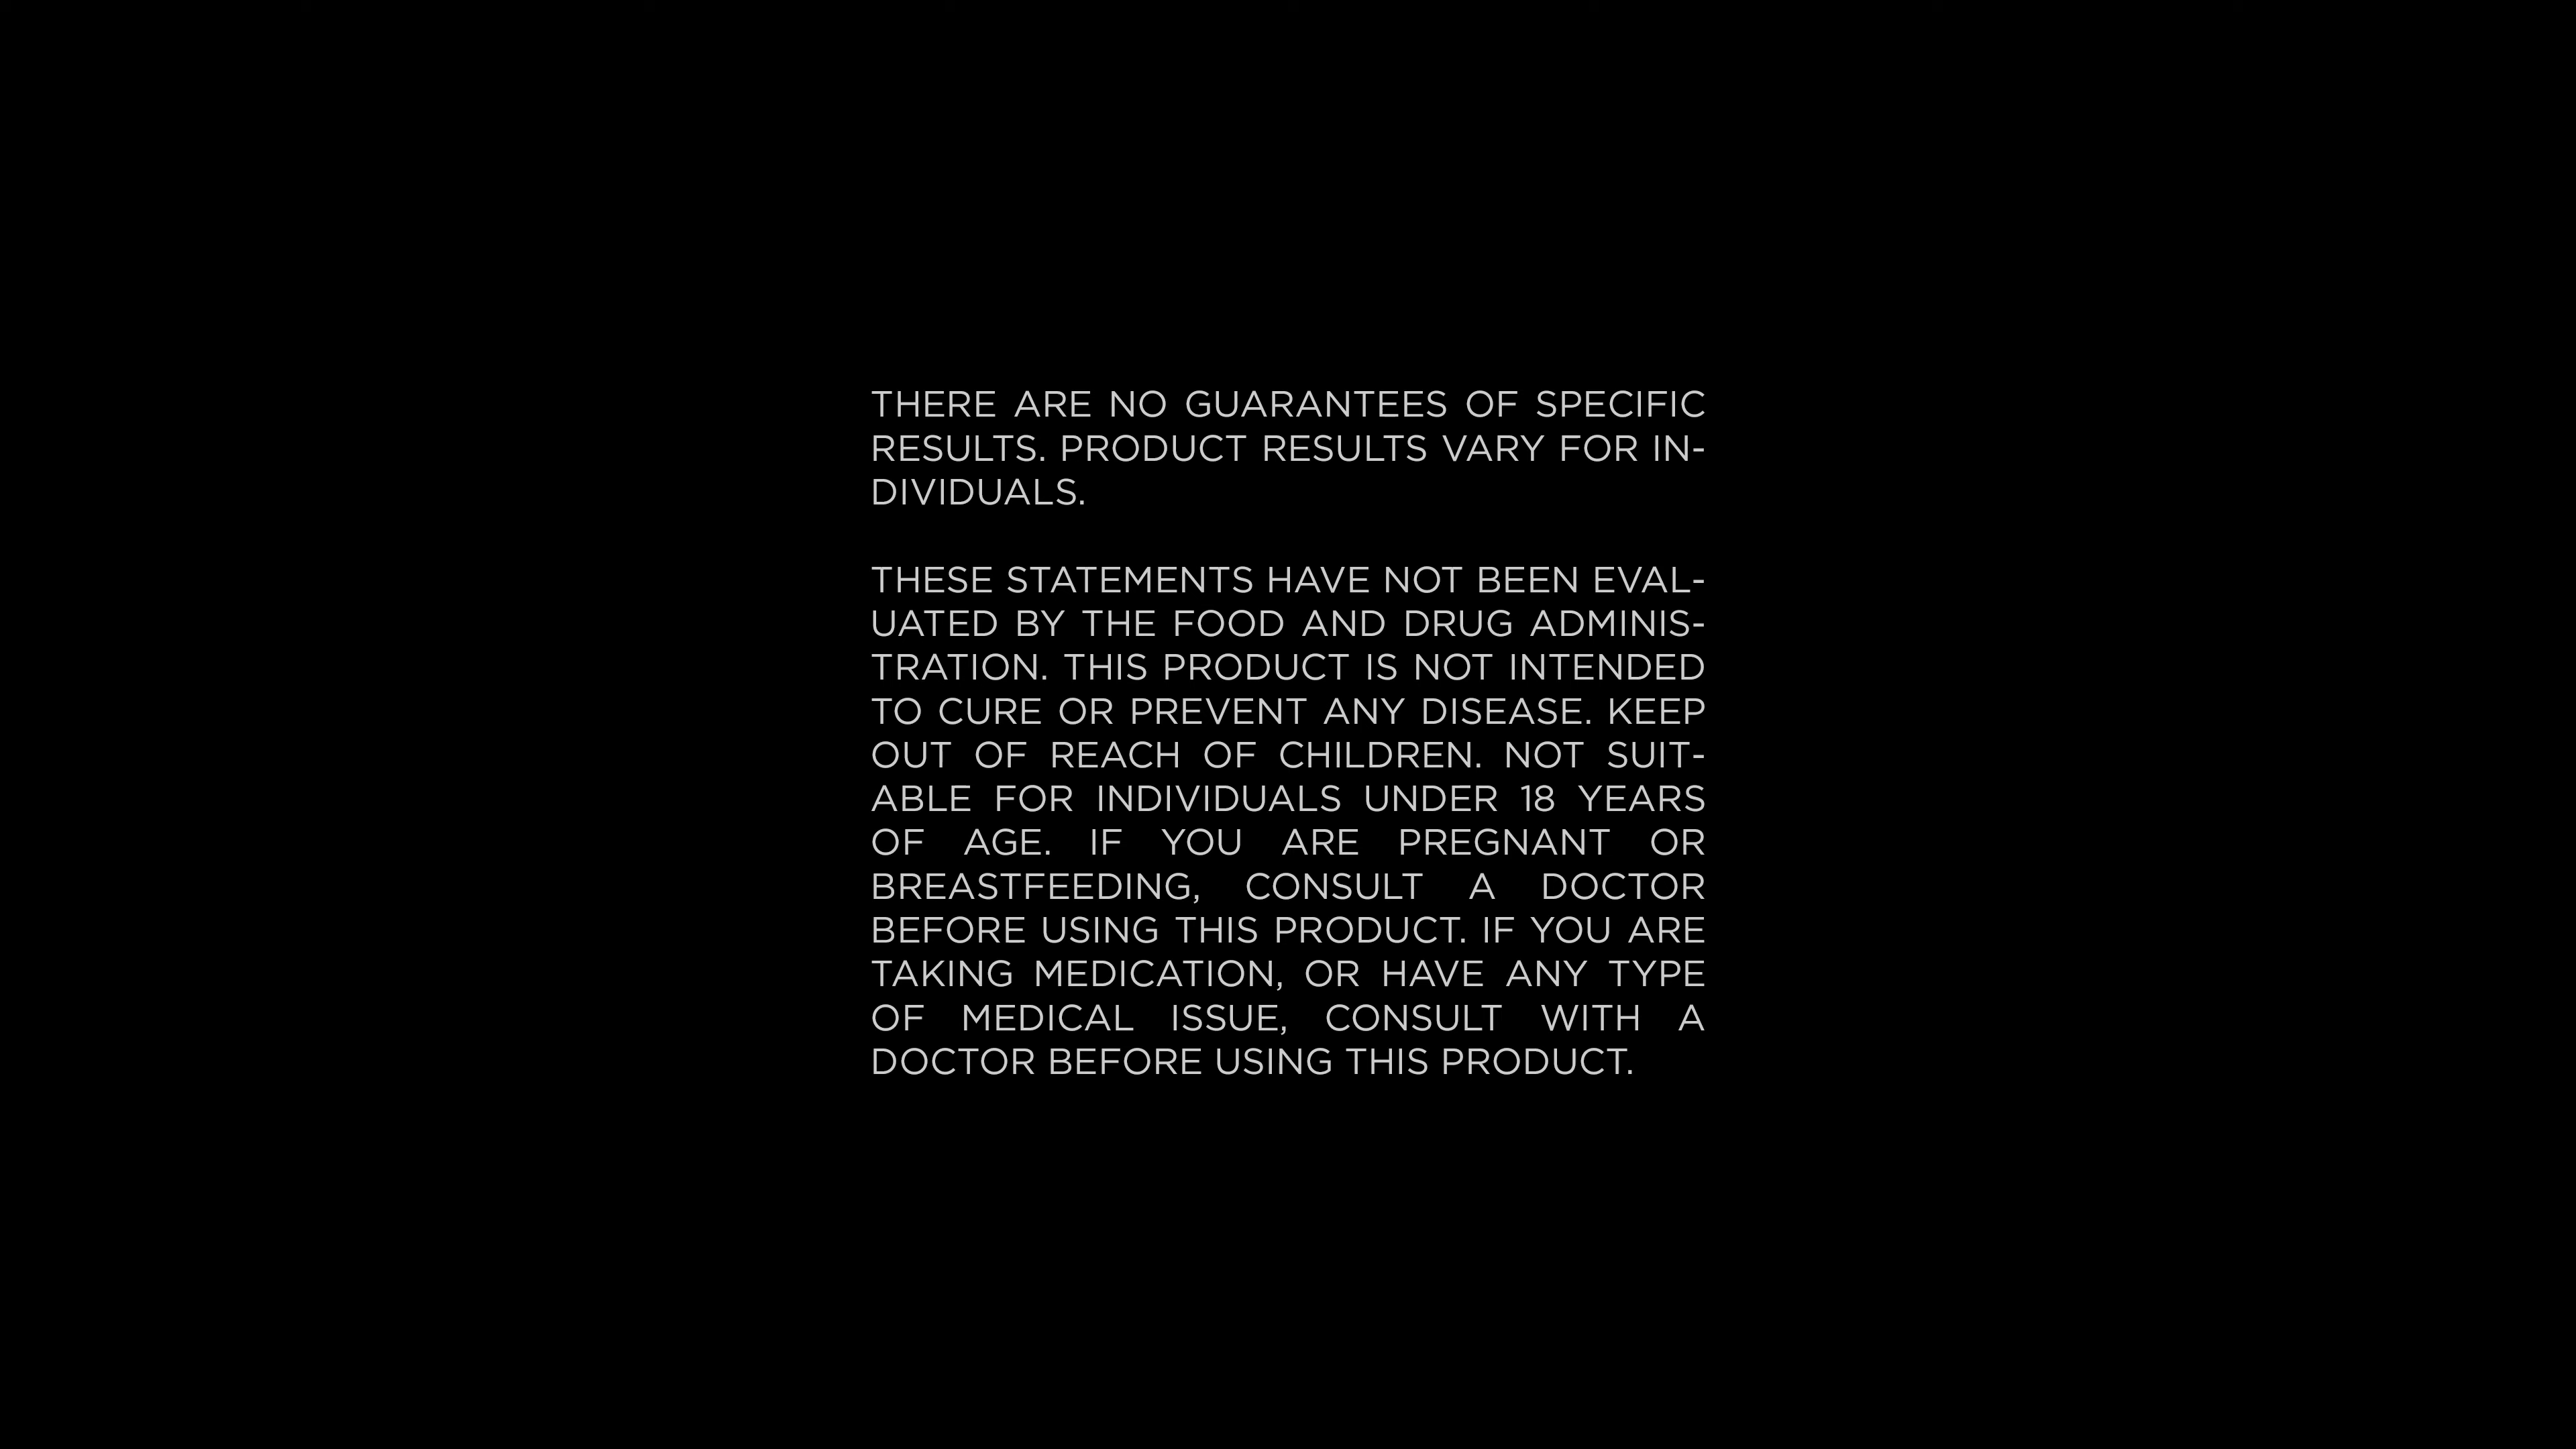 THERE ARE NO GUARANTEES OF SPECIFIC
RESULTS. PRODUCT RESULTS VARY FOR IN-
DIVIDUALS.
THESE STATEMENTS HAVE NOT BEEN EVAL-
UATED BY THE FOOD AND DRUG ADMINIS-
TRATION. THIS PRODUCT IS NOT INTENDED
TO CURE OR PREVENT ANY DISEASE. KEEP
OUT OF REACH OF CHILDREN. NOT SUIT-
ABLE FOR INDIVIDUALS UNDER 18 YEARS
OF AGE. IF YOU ARE PREGNANT OR
BREASTFEEDING, CONSULT A DOCTOR
BEFORE USING THIS PRODUCT. IF YOU ARE
TAKING MEDICATION, OR HAVE ANY TYPE
OF MEDICAL ISSUE, CONSULT WITH A
DOCTOR BEFORE USING THIS PRODUCT.